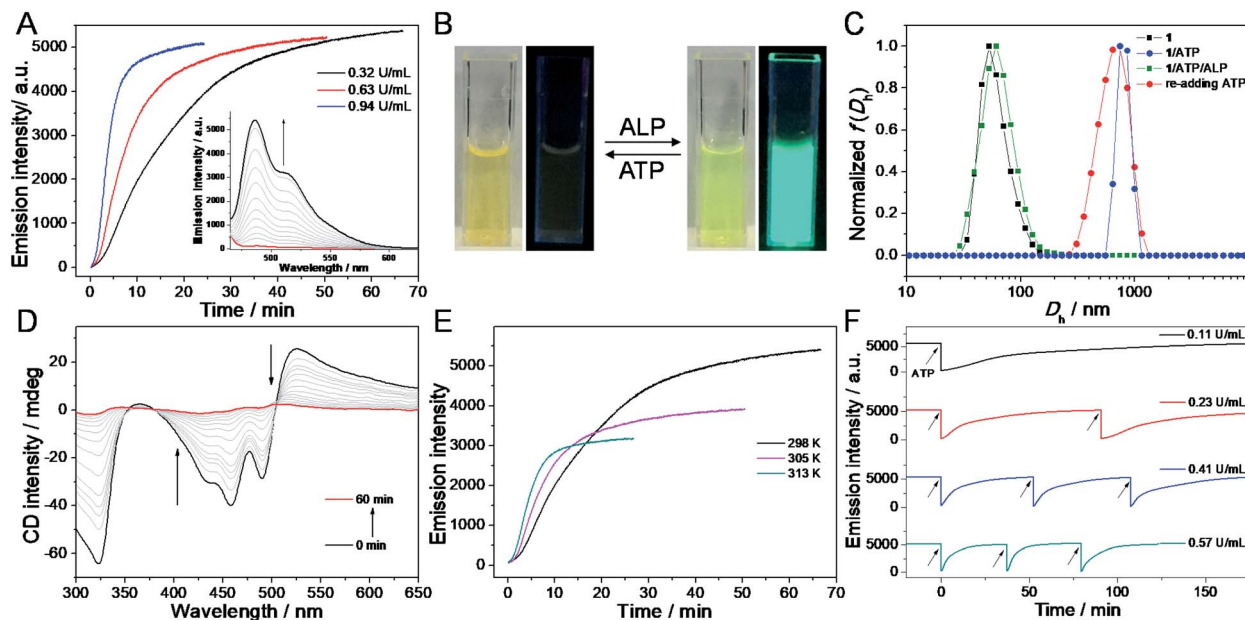 A
Emission intensity/ a.u.
5000
4000
3000
2000
1000
0
0 10 20 30 40 50 60 70
Time / min
0.32 U/mL
0.63 U/mL
0.94 U/mL
Emission intensity / a.u.
5000
4000
3000
2000
1000
0
500 550 600
Wavelength / nm
B
ALP
ATP
C
Normalized f (Dh)
1.0
0.8
0.6
0.4
0.2
0.0
10 100 1000
Dh / nm
1
1/ATP
1/ATP/ALP
re-adding ATP
D
CD intensity / mdeg
20
0
-20
-40
-60
300 350 400 450 500 550 600 650
Wavelength / nm
60 min
0 min
E
Emission intensity
6000
5000
4000
3000
2000
1000
0
0 10 20 30 40 50 60 70
Time / min
298 K
305 K
313 K
F
Emission intensity / a.u.
5000
0
ATP
0.11 U/mL
5000
0
0.23 U/mL
5000
0
0.41 U/mL
5000
0
0.57 U/mL
0 50 100 150
Time / min